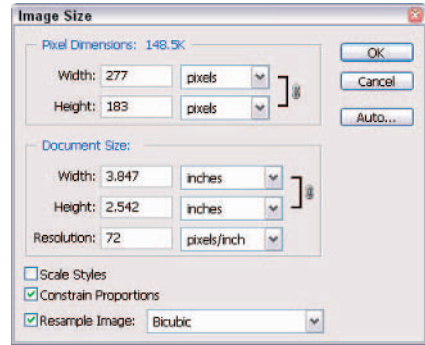 Image Size
Pixel Dimensions: 148.5K
OK
Width: 277 pixels
Cancel
Height: 183 pixels
Auto...
Document Size:
Width: 3.847 inches
Height: 2.542 inches
Resolution: 72 pixels/inch
Scale Styles
Constrain Proportions
Resample Image: Bicubic